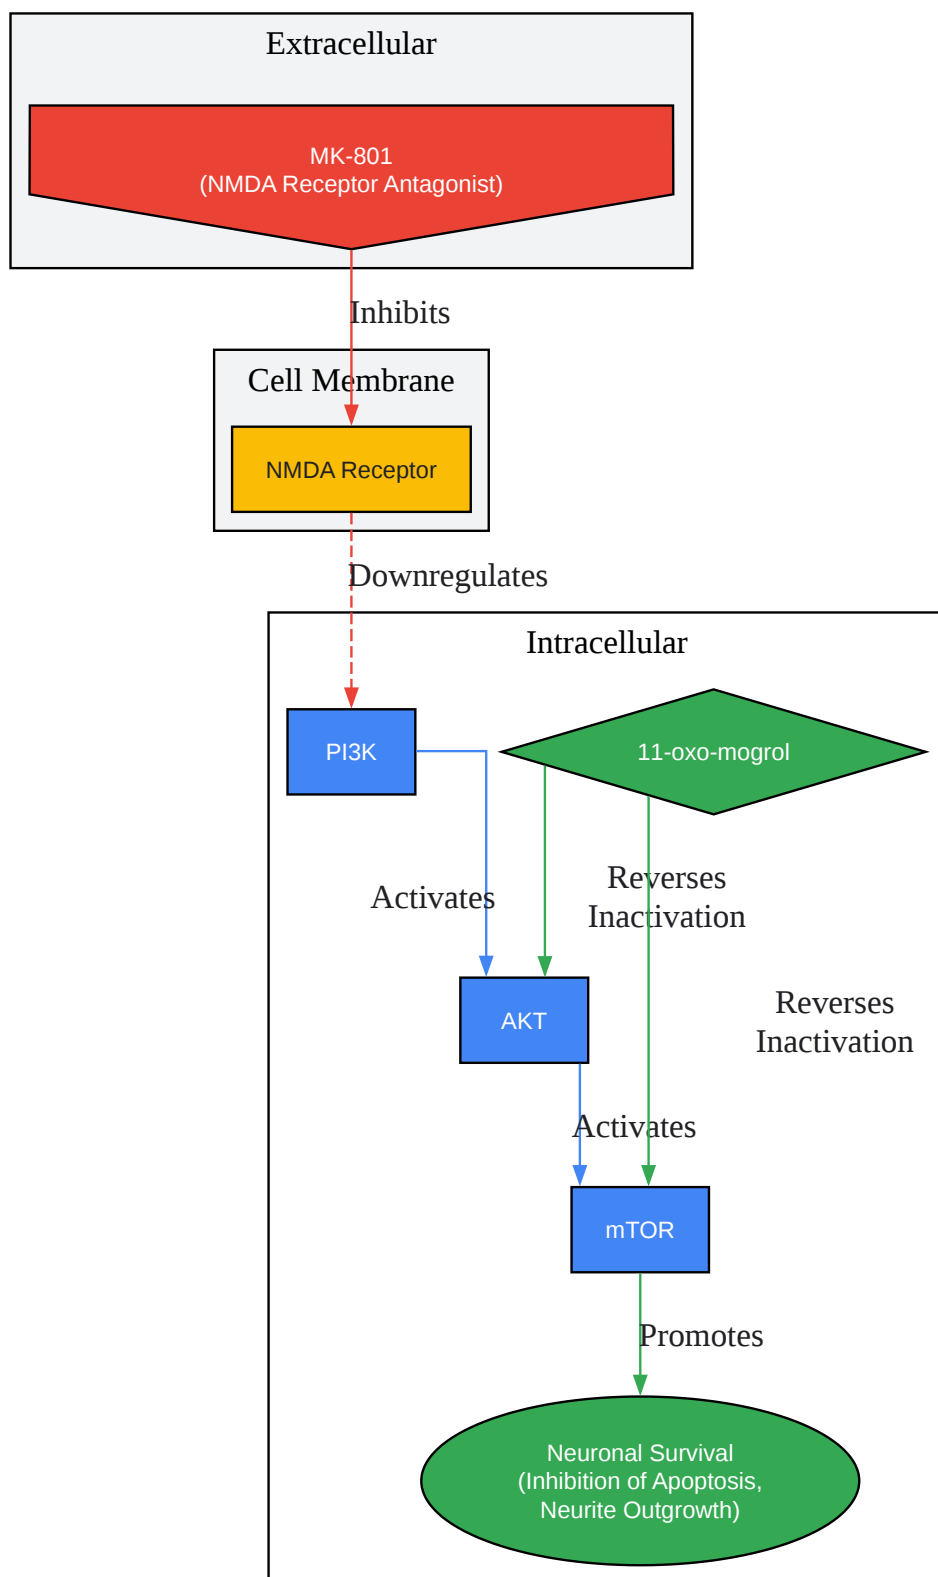 Extracellular
MK-801
(NMDA Receptor Antagonist)
Inhibits
Cell Membrane
NMDA Receptor
Downregulates
Intracellular
PI3K
11-oxo-mogrol
Activates
Reverses
Inactivation
AKT
Reverses
Inactivation
Activates
mTOR
Promotes
Neuronal Survival
(Inhibition of Apoptosis,
Neurite Outgrowth)